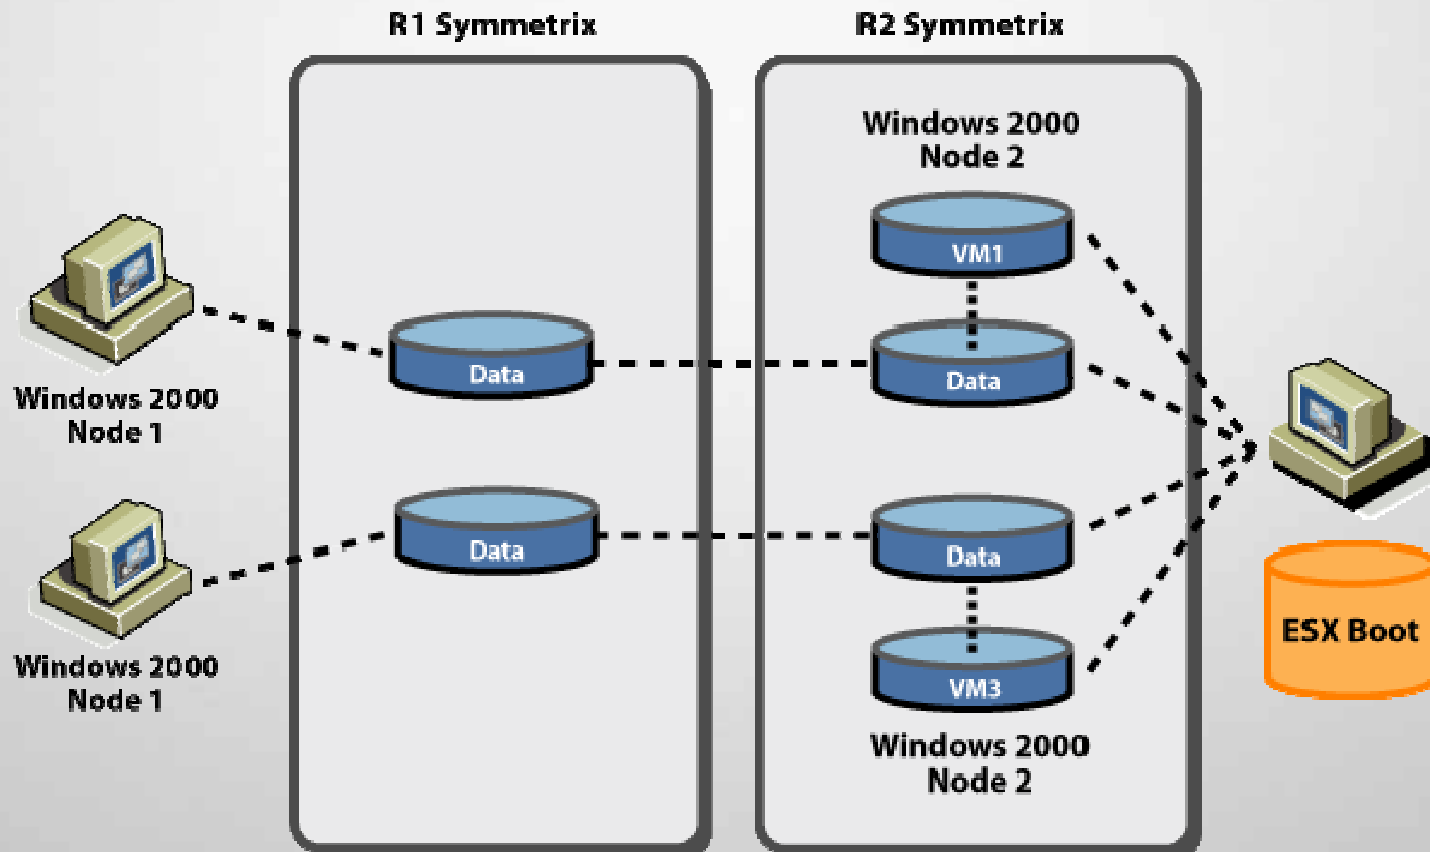 R1 Symmetrix
R2 Symmetrix
Windows 2000
Node 2
VM1
Data
Data
Windows 2000
Node 1
Data
Data
Windows 2000
Node 1
VM3
ESX Boot
Windows 2000
Node 2